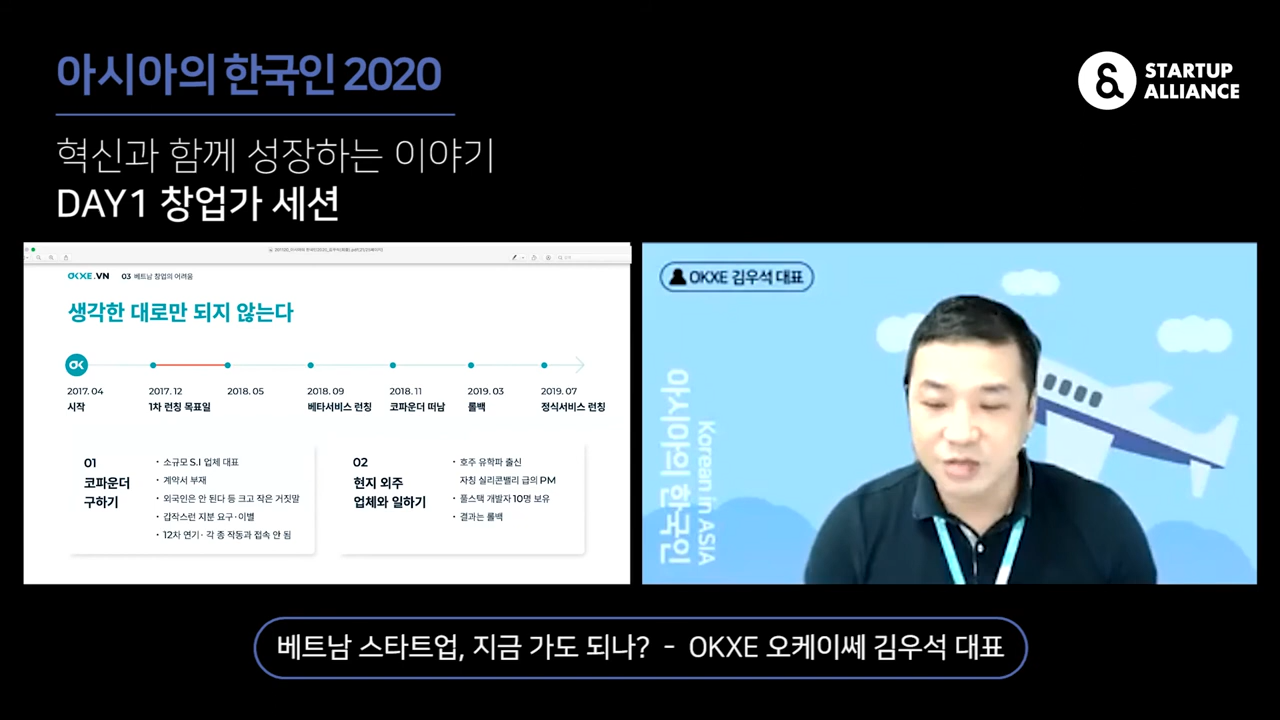 아시아의 한국인 2020
STARTUP
ALLIANCE
혁신과 함께 성장하는 이야기
DAY1 창업가 세션
OKXE.VN 03 베트남 창업의 어려움
생각한 대로만 되지 않는다
OK
2017. 04
시작
2017. 12
1차 런칭 목표일
2018. 05
2018. 09
베타서비스 런칭
2018. 11
코파운더 떠남
2019. 03
롤백
2019. 07
정식서비스 런칭
01
코파운더
구하기
· 소규모 S.I 업체 대표
· 계약서 부재
· 외국인은 안 된다 등 크고 작은 거짓말
· 갑작스런 지분 요구·이별
· 12차 연기· 각 종 작동과 접속 안 됨
02
현지 외주
업체와 일하기
· 호주 유학파 출신
자칭 실리콘밸리 급의 PM
· 풀스택 개발자 10명 보유
· 결과는 롤백
OKXE 김우석 대표
아시아의 한국인
Korean in ASIA
베트남 스타트업, 지금 가도 되나? - OKXE 오케이쎄 김우석 대표